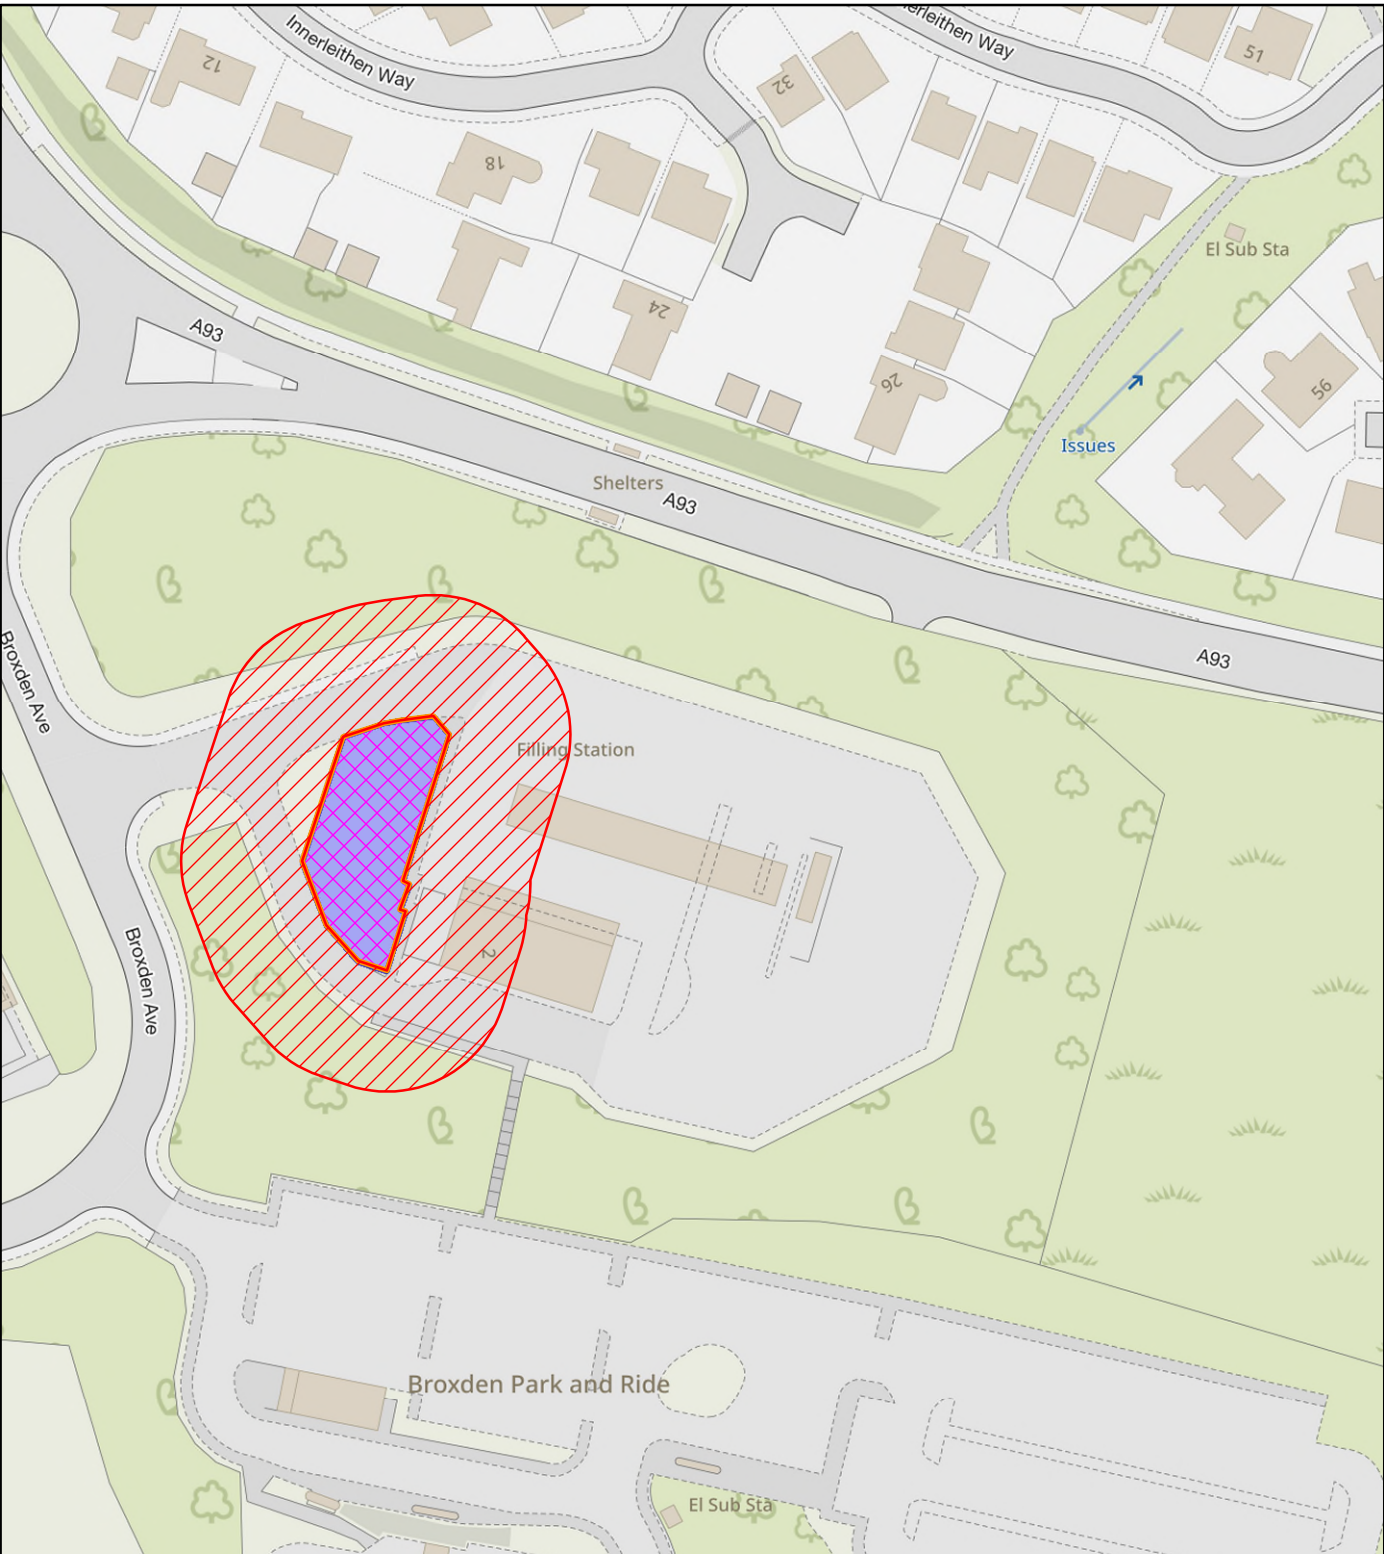 Innerleithen Way
Innerleithen Way
51
12
32
18
El Sub Sta
A93
24
26
56
Issues
Shelters
A93
A93
Broxden Ave
Filling Station
2
Broxden Ave
Broxden Park and Ride
El Sub Sta